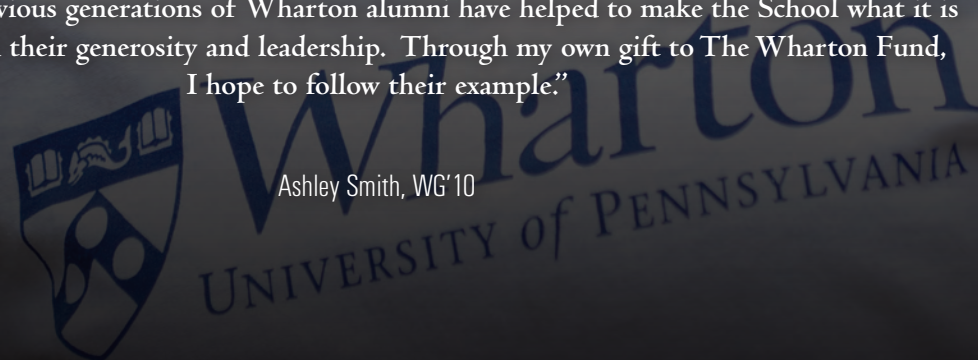 vious generations of Wharton alumni have helped to make the School what it is
their generosity and leadership. Through my own gift to The Wharton Fund,
I hope to follow their example.”
Wharton
Ashley Smith, WG’10
UNIVERSITY of PENNSYLVANIA